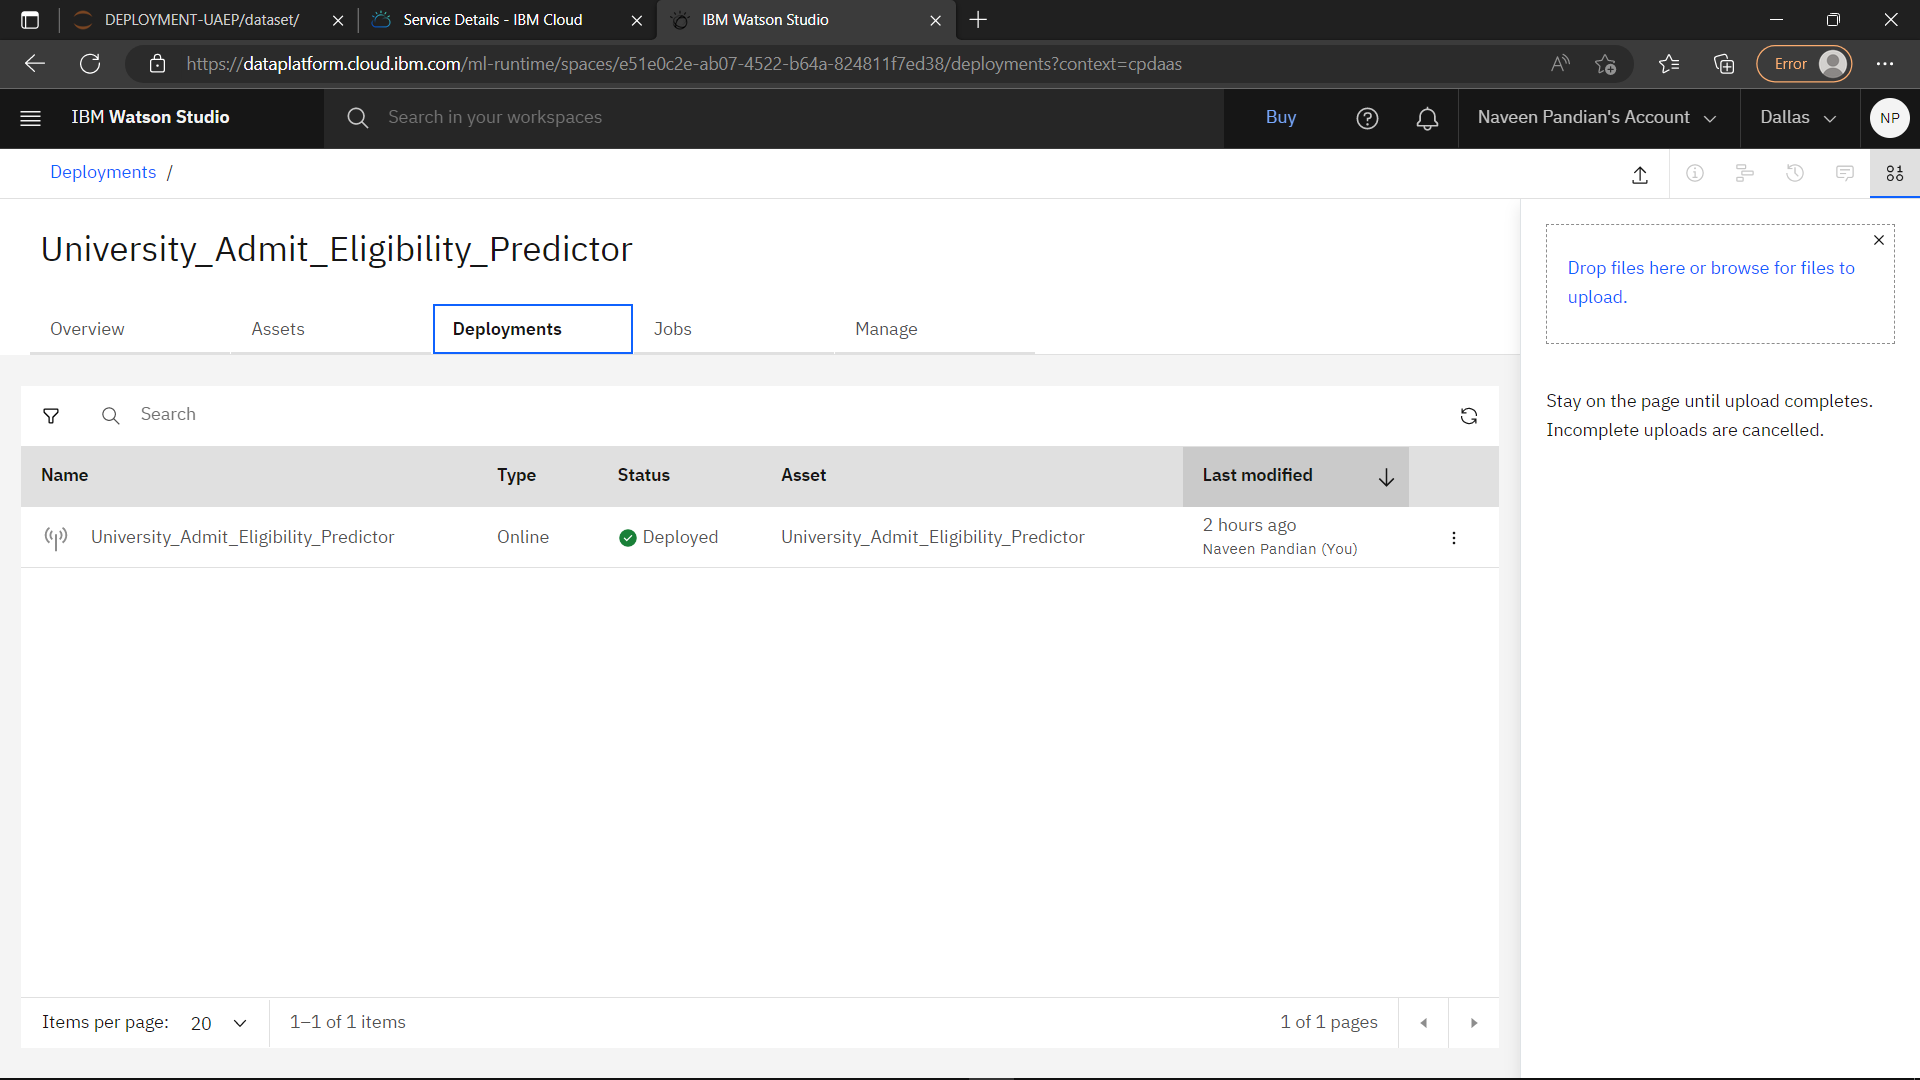 DEPLOYMENT-UAEP/dataset/
Service Details - IBM Cloud
IBM Watson Studio
https://dataplatform.cloud.ibm.com/ml-runtime/spaces/e51e0c2e-ab07-4522-b64a-824811f7ed38/deployments?context=cpdaas
Error
IBM Watson Studio
Search in your workspaces
Buy
Naveen Pandian's Account
Dallas
NP
Deployments /
University_Admit_Eligibility_Predictor
Overview
Assets
Deployments
Jobs
Manage
Drop files here or browse for files to
upload.
Stay on the page until upload completes.
Incomplete uploads are cancelled.
Search
Name Type Status Asset Last modified
University_Admit_Eligibility_Predictor Online Deployed University_Admit_Eligibility_Predictor 2 hours ago
Naveen Pandian (You)
Items per page: 20 1–1 of 1 items 1 of 1 pages